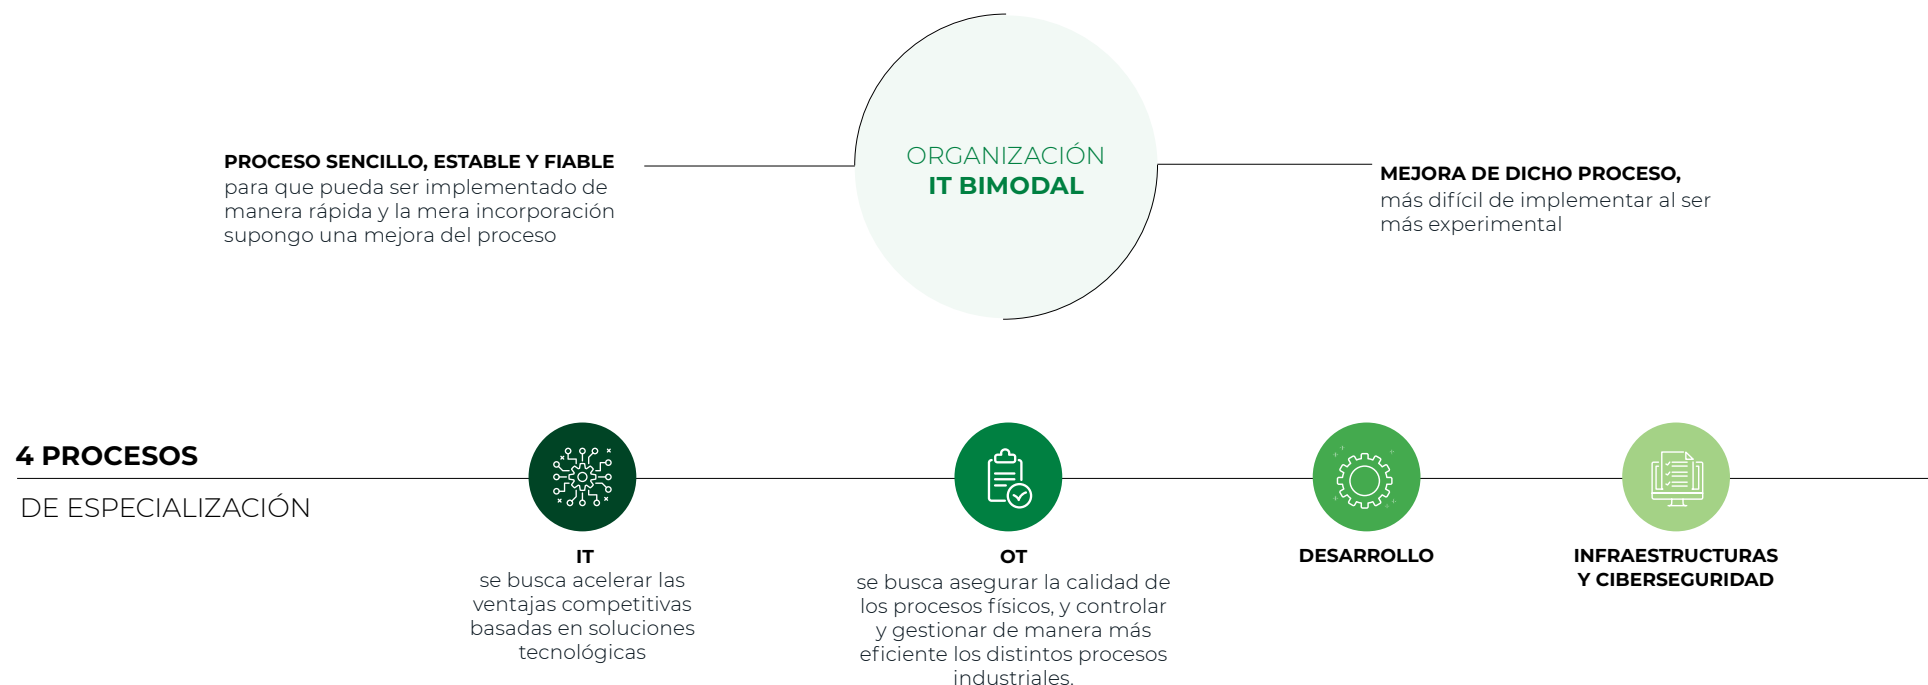 PROCESO SENCILLO, ESTABLE Y FIABLE
para que pueda ser implementado de
manera rápida y la mera incorporación
supongo una mejora del proceso
ORGANIZACIÓN
IT BIMODAL
MEJORA DE DICHO PROCESO,
más difícil de implementar al ser
más experimental
4 PROCESOS
DE ESPECIALIZACIÓN
IT
se busca acelerar las
ventajas competitivas
basadas en soluciones
tecnológicas
OT
se busca asegurar la calidad de
los procesos físicos, y controlar
y gestionar de manera más
eficiente los distintos procesos
industriales.
DESARROLLO
INFRAESTRUCTURAS
Y CIBERSEGURIDAD